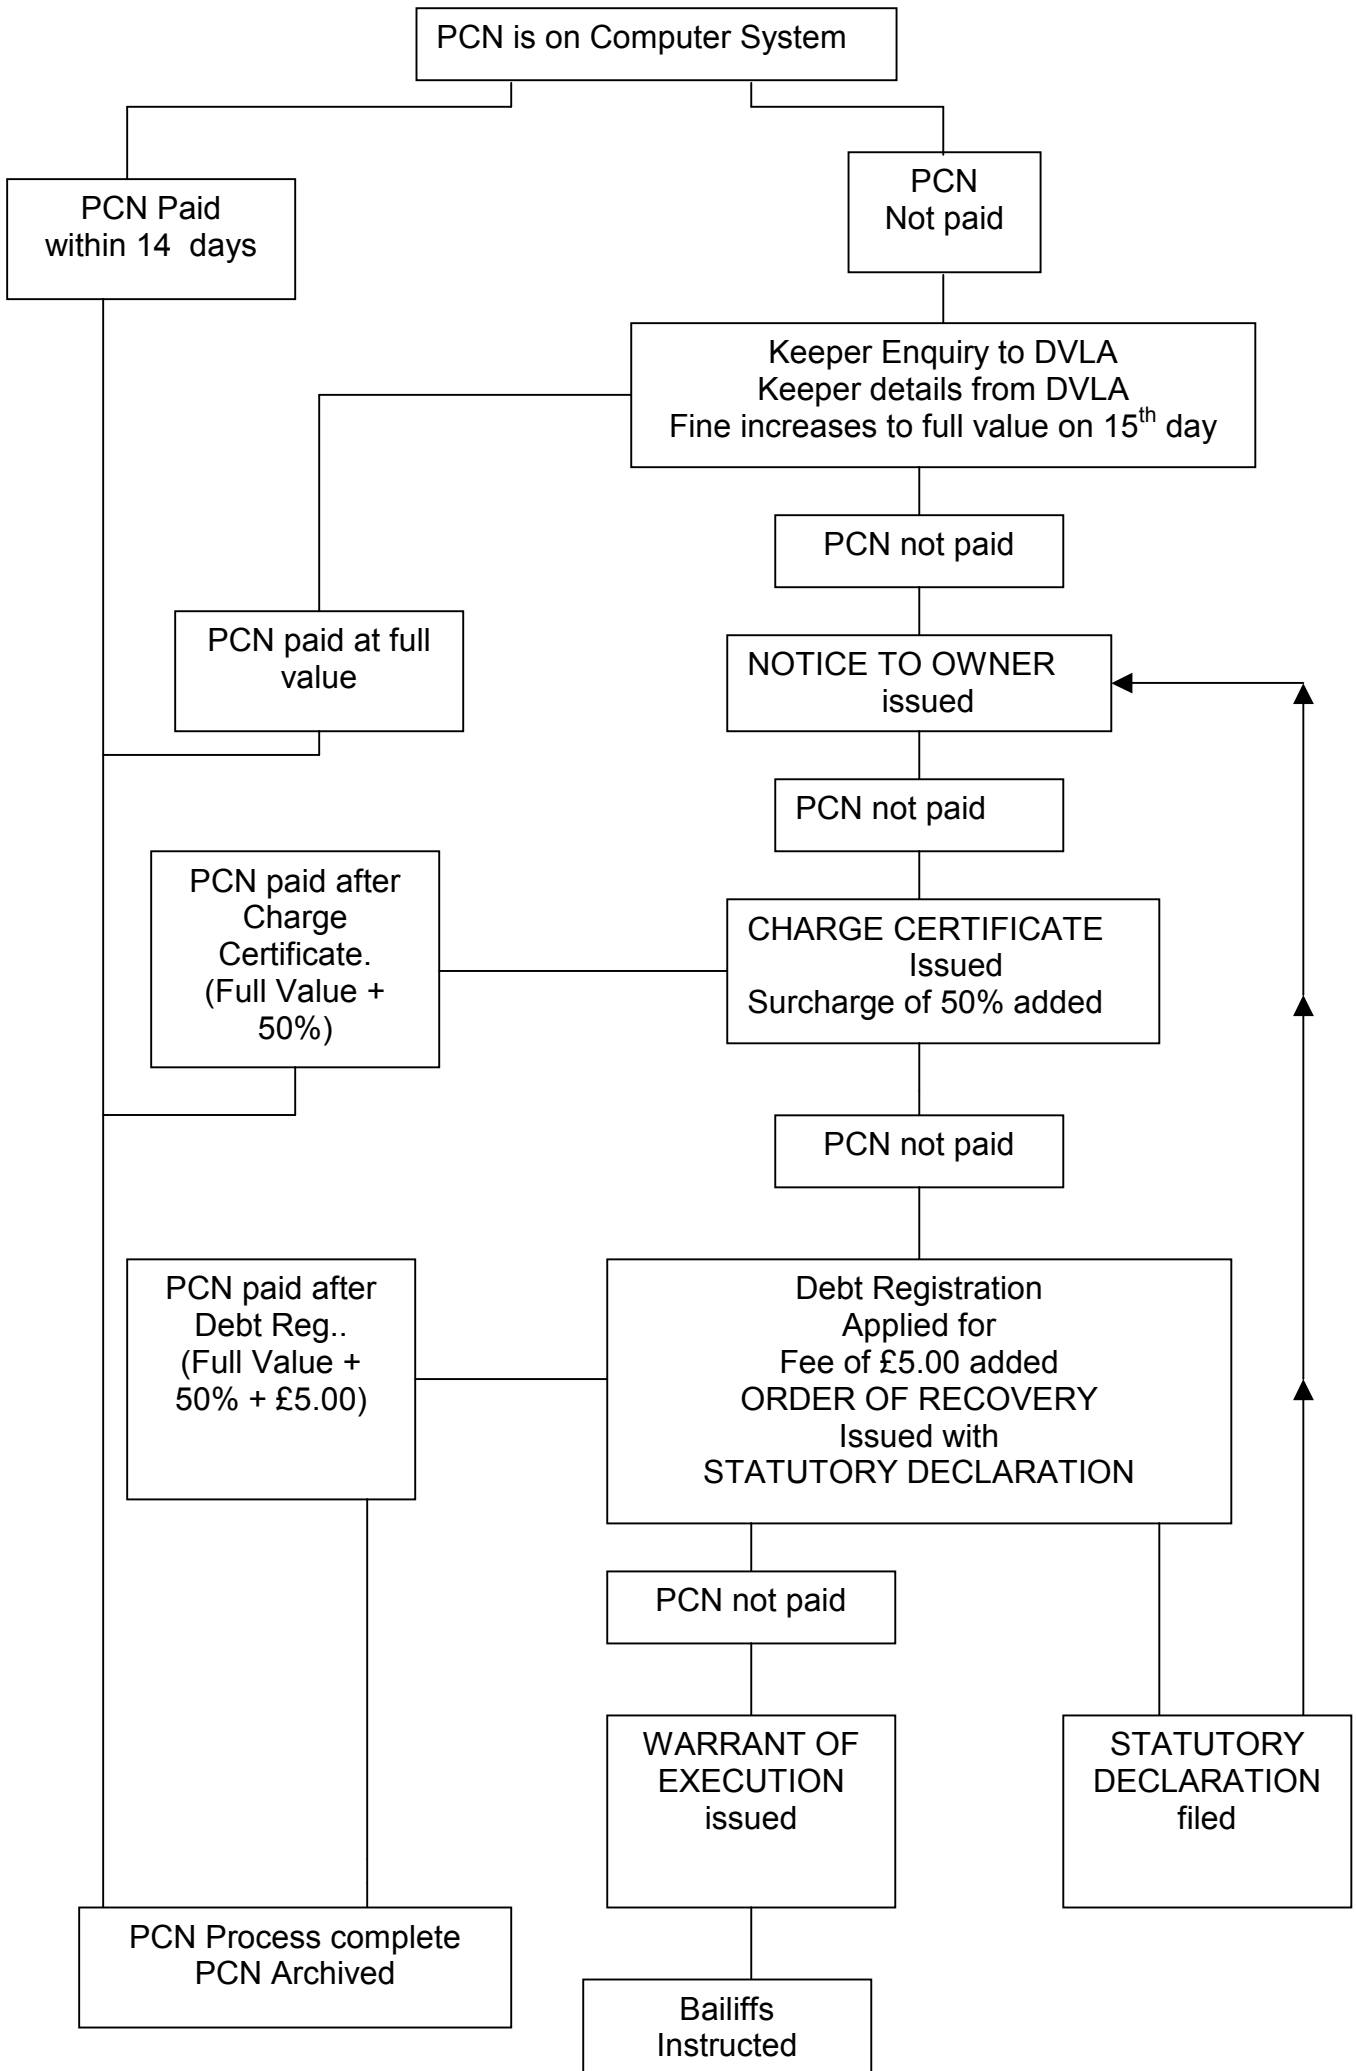 PCN is on Computer System
PCN Paid
within 14 days
PCN
Not paid
Keeper Enquiry to DVLA
Keeper details from DVLA
Fine increases to full value on 15th day
PCN not paid
PCN paid at full
value
NOTICE TO OWNER
issued
PCN not paid
PCN paid after
Charge
Certificate.
(Full Value +
50%)
CHARGE CERTIFICATE
Issued
Surcharge of 50% added
PCN not paid
PCN paid after
Debt Reg..
(Full Value +
50% + £5.00)
Debt Registration
Applied for
Fee of £5.00 added
ORDER OF RECOVERY
Issued with
STATUTORY DECLARATION
PCN not paid
WARRANT OF
EXECUTION
issued
STATUTORY
DECLARATION
filed
PCN Process complete
PCN Archived
Bailiffs
Instructed